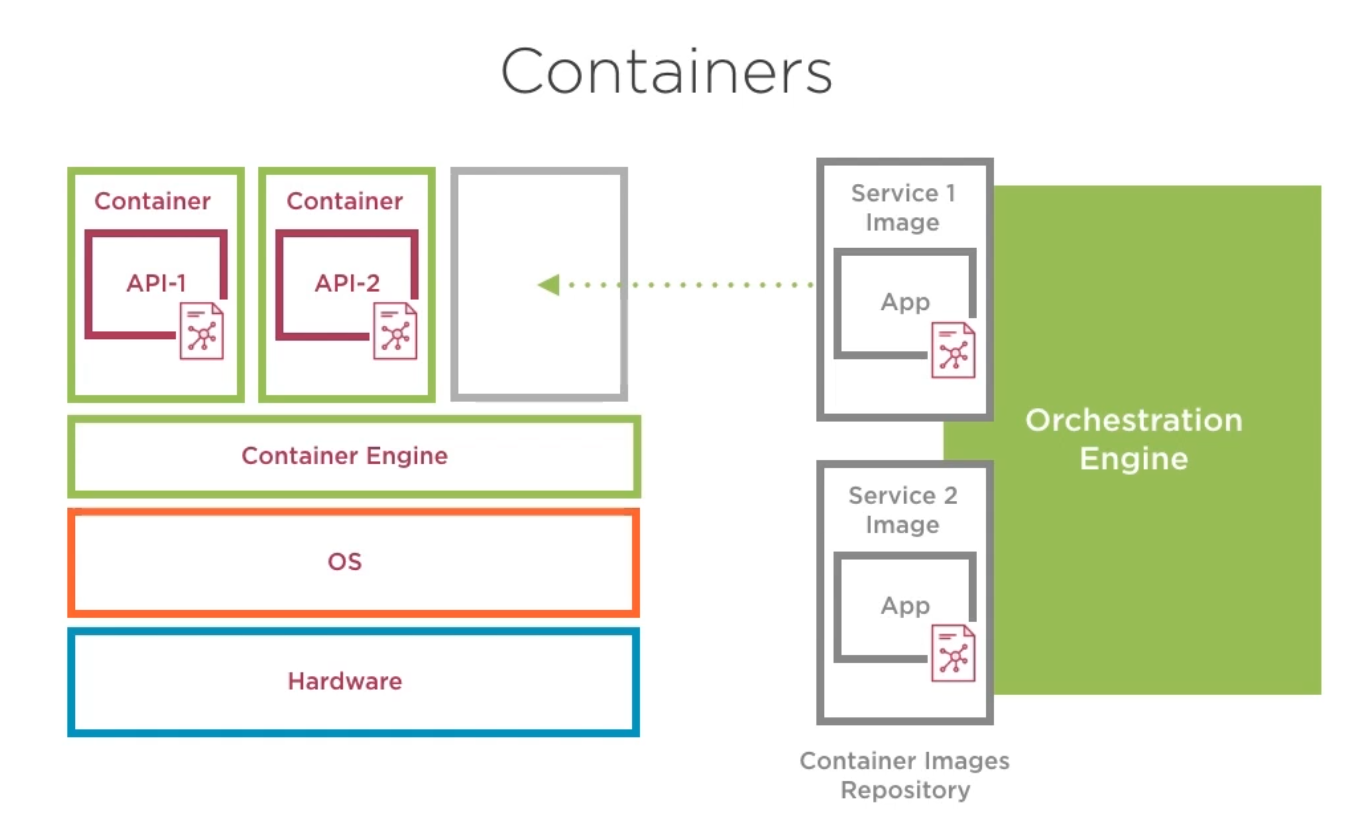 Containers
Container
API-1
Container
API-2
Container Engine
OS
Hardware
Service 1
Image
App
Service 2
Image
App
Container Images
Repository
Orchestration
Engine